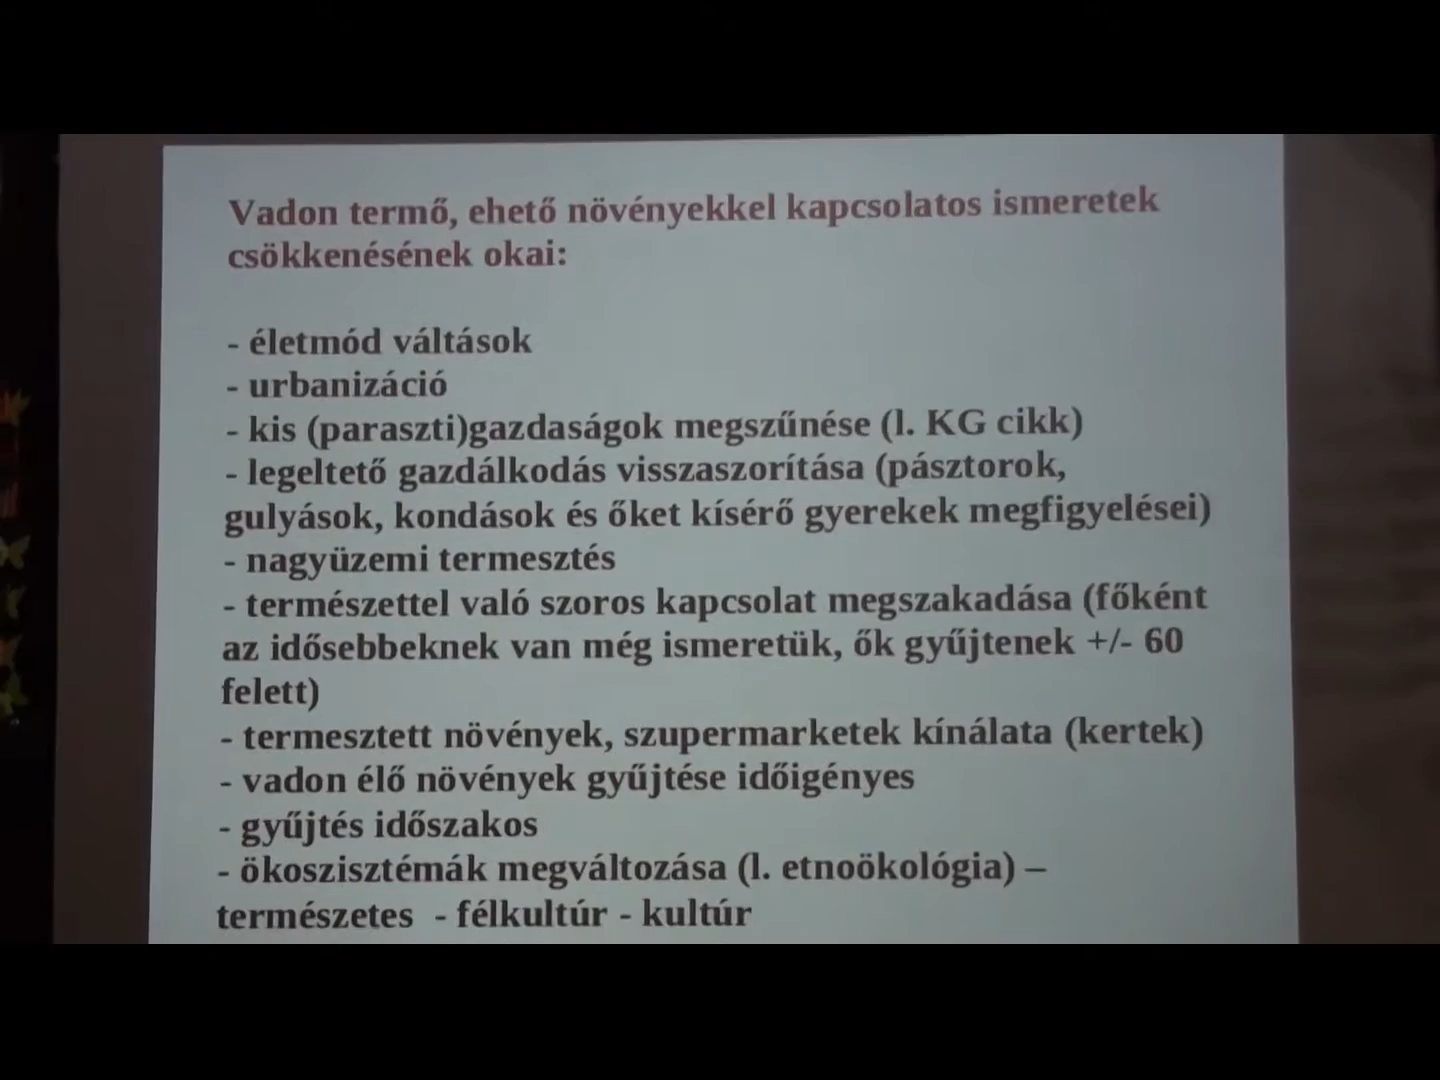 Vadon termő, ehető növényekkel kapcsolatos ismeretek
csökkenésének okai:
- életmód váltások
- urbanizáció
- kis (paraszti)gazdaságok megszűnése (l. KG cikk)
- legeltető gazdálkodás visszaszorítása (pásztorok,
gulyások, kondások és őket kísérő gyerekek megfigyelései)
- nagyüzemi termesztés
- természettel való szoros kapcsolat megszakadása (főként
az idősebbeknek van még ismeretük, ők gyűjtenek +/- 60
felett)
- termesztett növények, szupermarketek kínálata (kertek)
- vadon élő növények gyűjtése időigényes
- gyűjtés időszakos
- ökoszisztémák megváltozása (l. etnoökológia) –
természetes  - félkultúr - kultúr